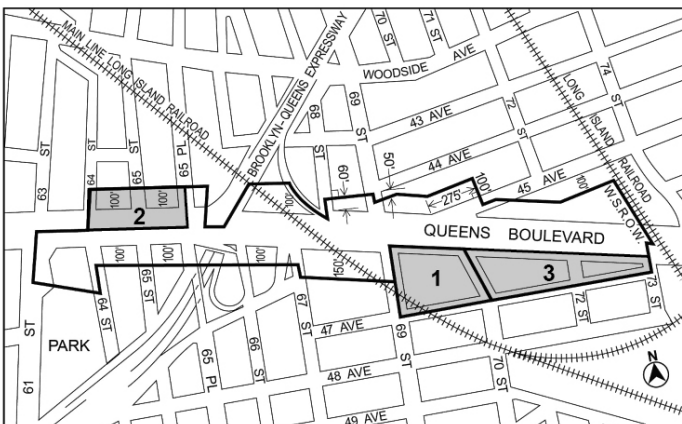 MAIN LINE LONG ISLAND RAILROAD
BROOKLYN-QUEENS EXPRESSWAY
70 ST
71 ST
WOODSIDE AVE
74 ST
LONG ISLAND RAILROAD
W.S.R.O.W.
69 ST
68 ST
43 AVE
72 ST
44 AVE
45 AVE
63 ST
64 ST
65 ST
65 PL
60'
50'
275'
100'
100'
100'
100'
100'
2
QUEENS BOULEVARD
1
3
100'
100'
150'
64 ST
65 ST
65 PL
66 ST
67 ST
69 ST
70 ST
72 ST
73 ST
47 AVE
48 AVE
49 AVE
PARK
61 ST
N